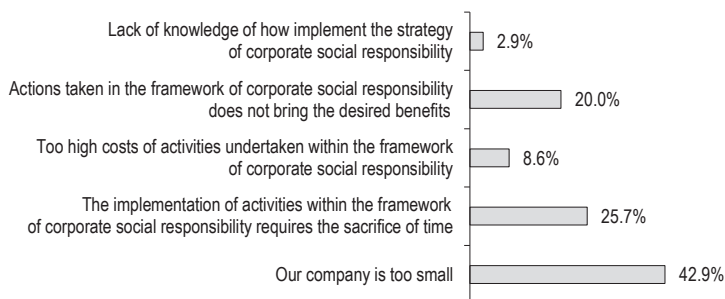 Lack of knowledge of how implement the strategy
of corporate social responsibility
2.9%
Actions taken in the framework of corporate social responsibility
does not bring the desired benefits
20.0%
Too high costs of activities undertaken within the framework
of corporate social responsibility
8.6%
The implementation of activities within the framework
of corporate social responsibility requires the sacrifice of time
25.7%
Our company is too small
42.9%